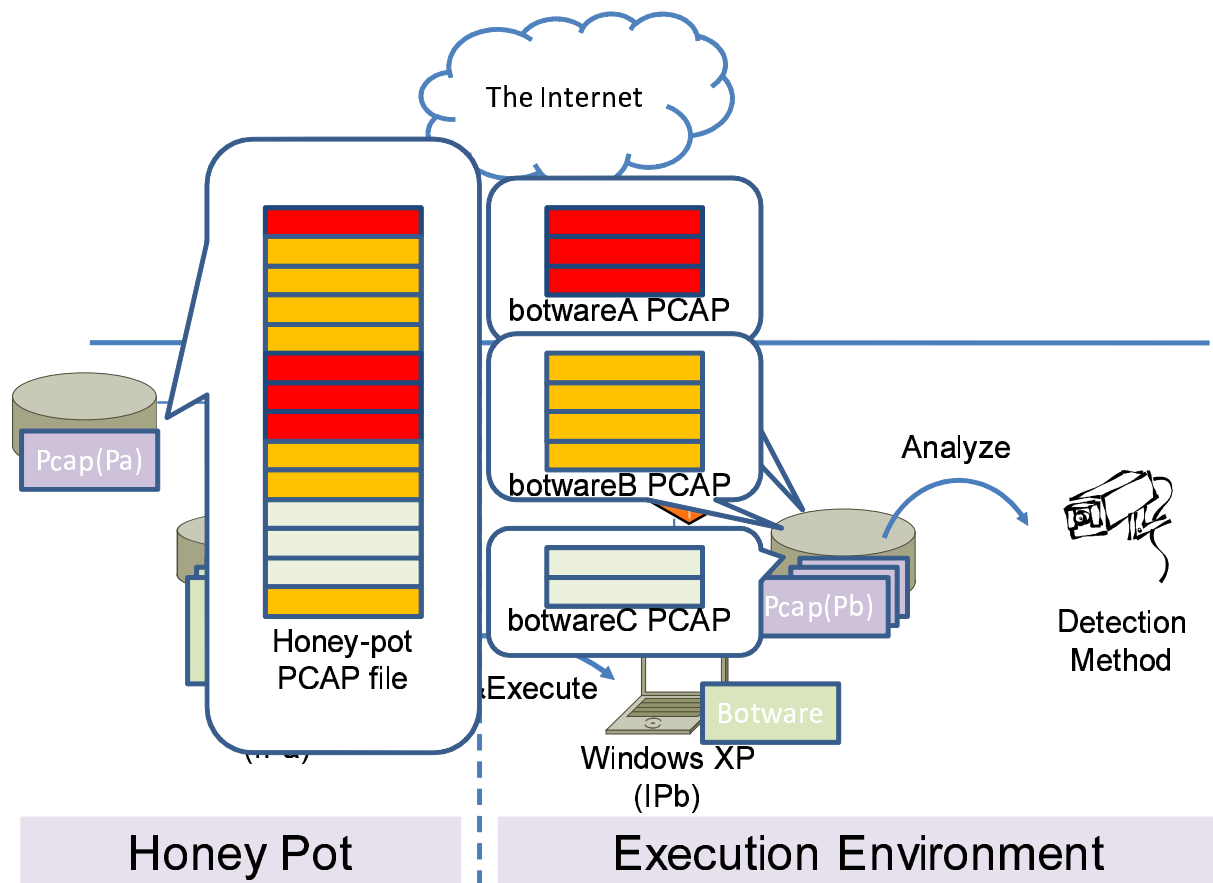 The Internet
botwareA PCAP
Pcap(Pa)
botwareB PCAP
Analyze
botwareC PCAP
Pcap(Pb)
Honey-pot
PCAP file
Detection
Method
&Execute
Botware
Windows XP
(IPb)
Honey Pot
Execution Environment